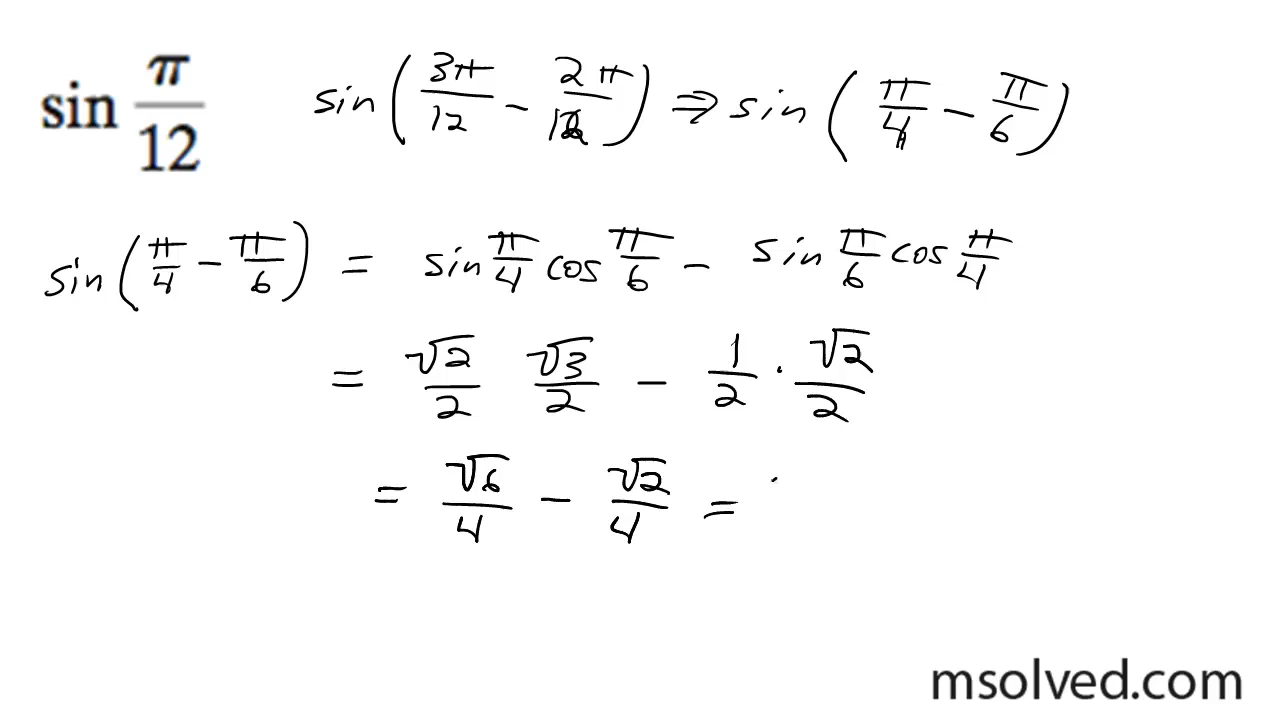 sin π/12 sin(3π/12 - 2π/12) ⇒ sin(π/4 - π/6)
sin(π/4 - π/6) = sin π/4 cos π/6 - sin π/6 cos π/4
= √2/2 √3/2 - 1/2 · √2/2
= √6/4 - √2/4 =
msolved.com